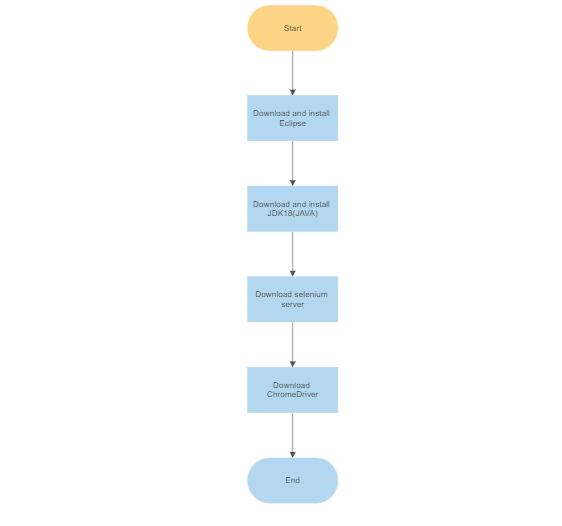 Start
Download and install
Eclipse
Download and install
JDK18(JAVA)
Download selenium
server
Download
ChromeDriver
End